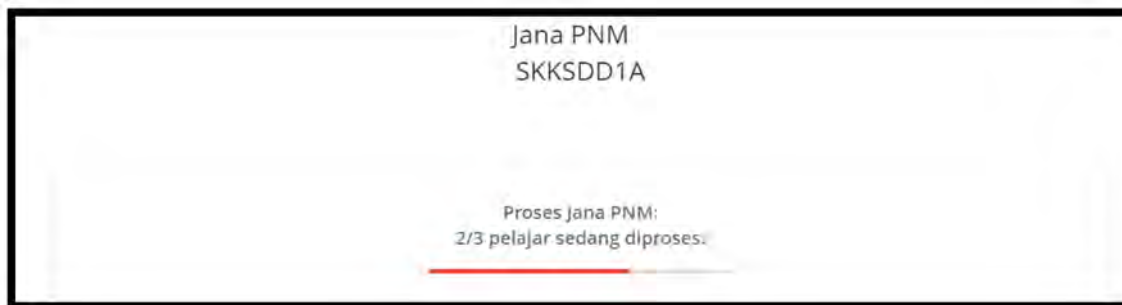 Jana PNM
SKKSDD1A
Proses Jana PNM:
2/3 pelajar sedang diproses.